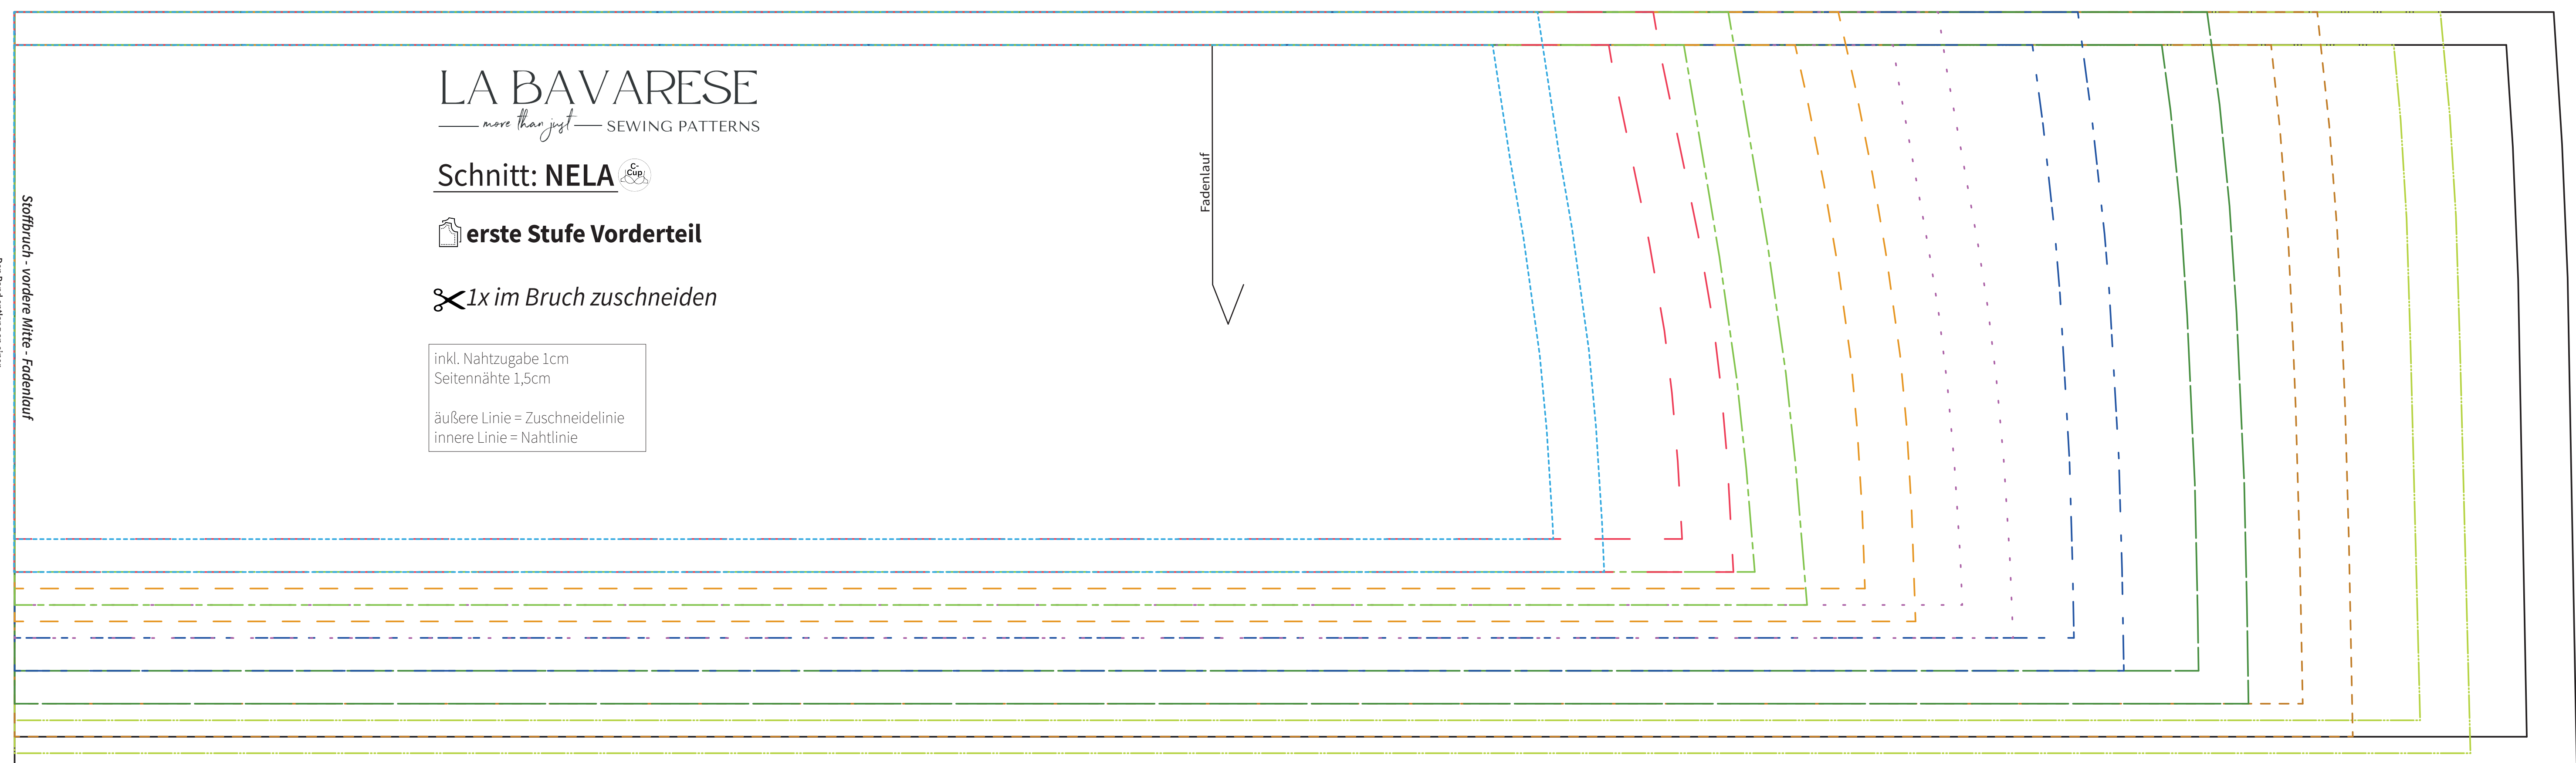 LA BAVARESE
more than just SEWING PATTERNS
Schnitt: NELA
C-
Cup
erste Stufe Vorderteil
1x im Bruch zuschneiden
inkl. Nahtzugabe 1cm
Seitennähte 1,5cm
äußere Linie = Zuschneidelinie
innere Linie = Nahtlinie
Fadenlauf
Stoffbruch - vordere Mitte - Fadenlauf